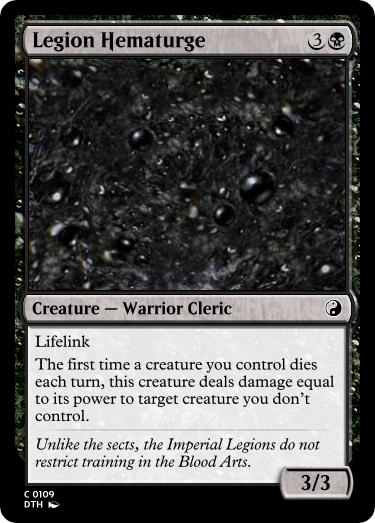 Legion Hematurge 3
Creature — Warrior Cleric
Lifelink
The first time a creature you control dies
each turn, this creature deals damage equal
to its power to target creature you don't
control.
Unlike the sects, the Imperial Legions do not
restrict training in the Blood Arts.
3/3
C 0109
DTH